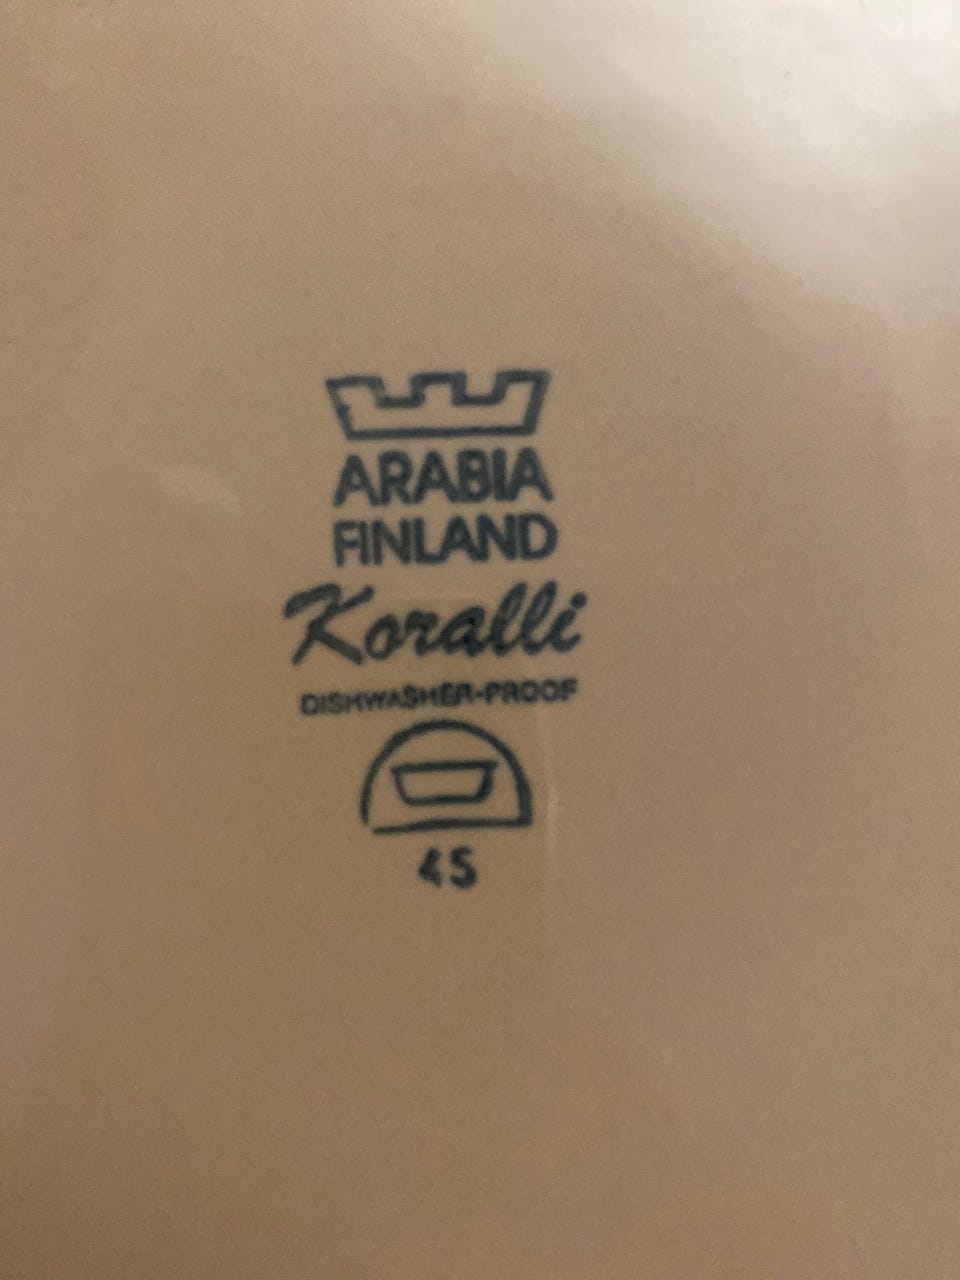 ARABIA
FINLAND
Koralli
DISHWASHER-PROOF
45